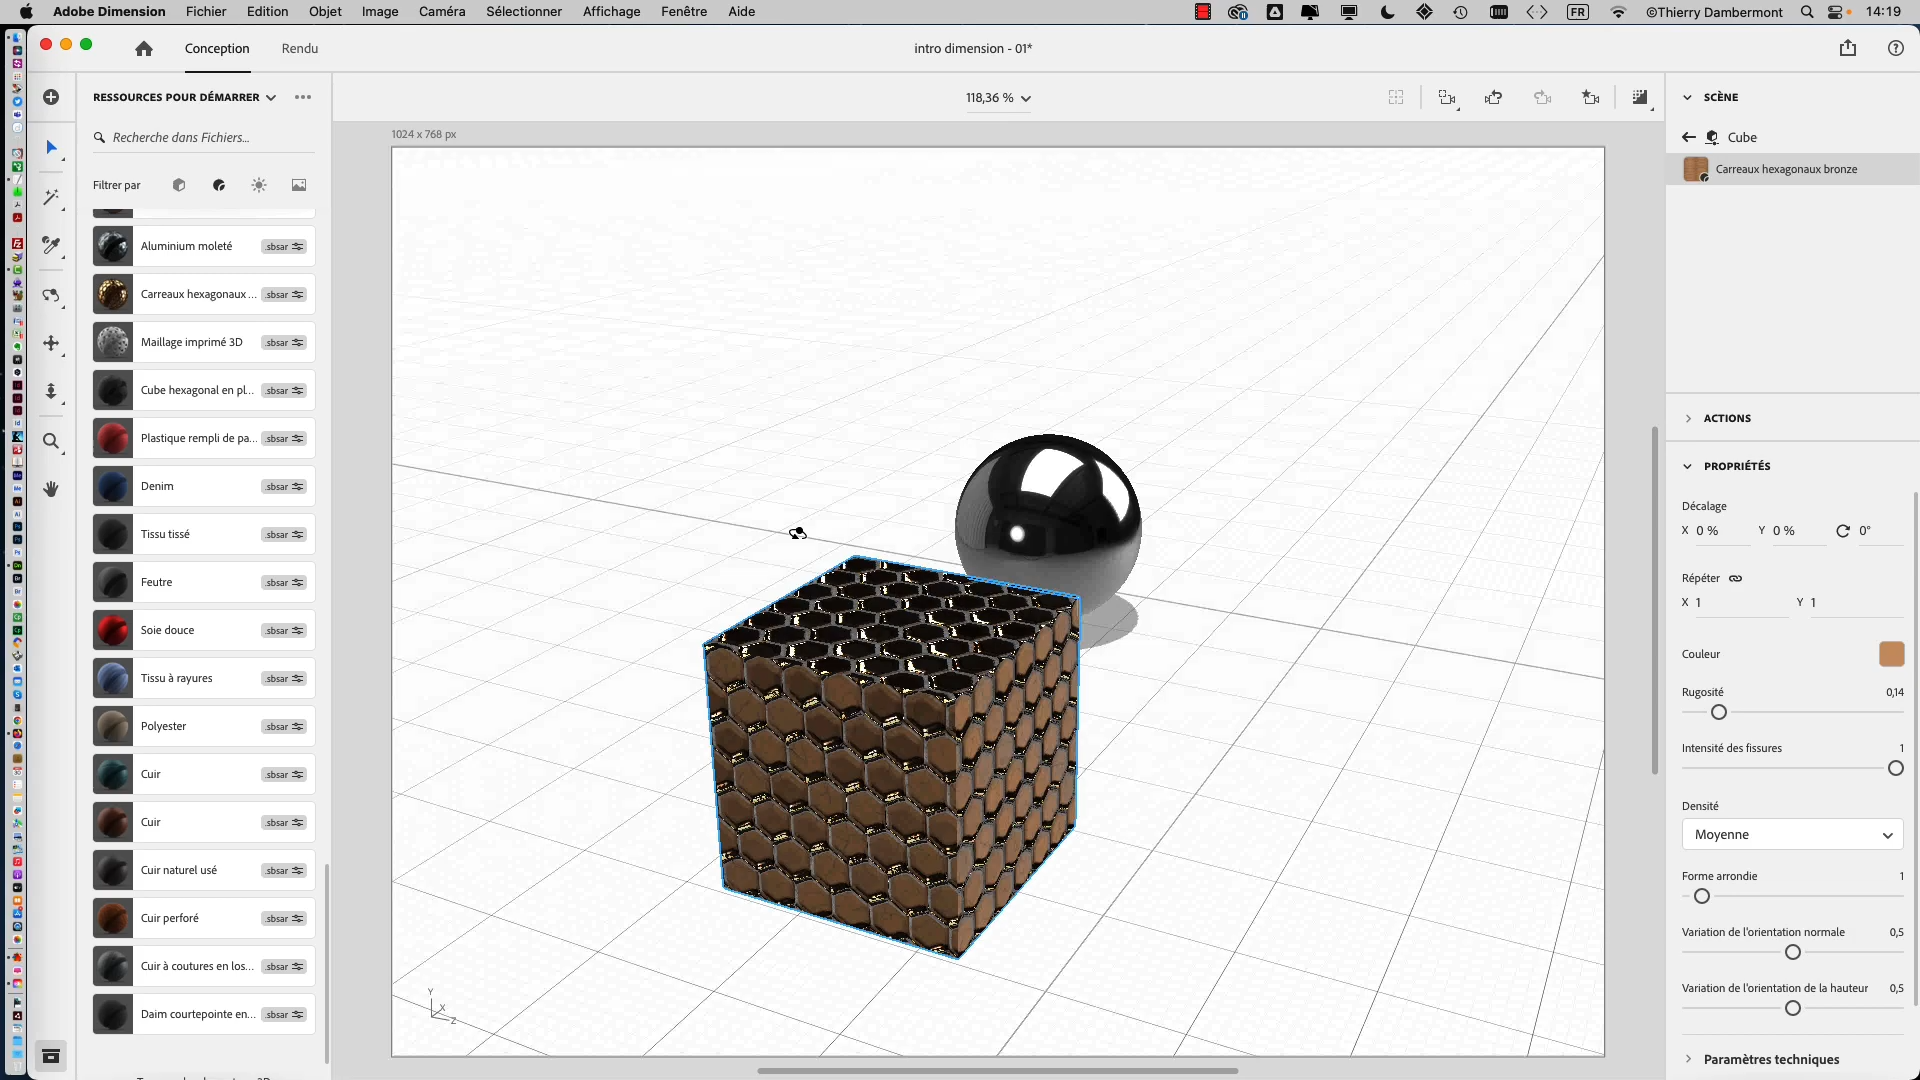 Adobe Dimension Fichier Edition Objet Image Caméra Sélectionner Affichage Fenêtre Aide FR ©Thierry Dambermont 14:19
Conception Rendu intro dimension - 01*
RESSOURCES POUR DÉMARRER
118,36 %
SCÈNE
1024 x 768 px
Recherche dans Fichiers...
Cube
Carreaux hexagonaux bronze
Filtrer par
Aluminium moleté .sbsar
Carreaux hexagonaux ... .sbsar
Maillage imprimé 3D .sbsar
Cube hexagonal en pl... .sbsar
Plastique rempli de pa... .sbsar
Denim .sbsar
Tissu tissé .sbsar
Feutre .sbsar
Soie douce .sbsar
Tissu à rayures .sbsar
Polyester .sbsar
Cuir .sbsar
Cuir .sbsar
Cuir naturel usé .sbsar
Cuir perforé .sbsar
Cuir à coutures en los... .sbsar
Daim courtepointe en... .sbsar
Y
X
Z
ACTIONS
PROPRIÉTÉS
Décalage
X 0 % Y 0 % 0°
Répéter
X 1 Y 1
Couleur
Rugosité 0,14
Intensité des fissures 1
Densité
Moyenne
Forme arrondie 1
Variation de l'orientation normale 0,5
Variation de l'orientation de la hauteur 0,5
Paramètres techniques